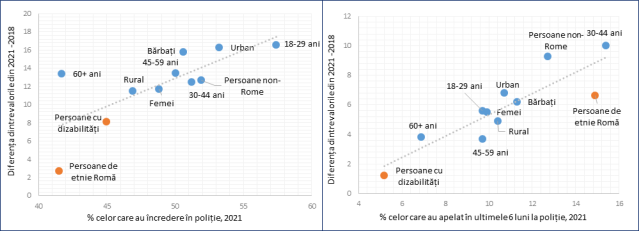 Diferența dintre valorile din 2021 -2018
20
18
16
14
12
10
8
6
4
2
0
40
45
50
55
60
60+ ani
Bărbați
45-59 ani
Urban
18-29 ani
Rural
Femei
Persoane non-
Rome
30-44 ani
Persoane cu
dizabilități
Persoane de
etnie Romă
% celor care au încredere în poliție, 2021
Diferența dintre valorile din 2021 -2018
12
10
8
6
4
2
0
4
6
8
10
12
14
16
Persoane non-
Rome
30-44 ani
18-29 ani
Urban
Bărbați
Femei
Rural
60+ ani
45-59 ani
Persoane de
etnie Romă
Persoane cu
dizabilități
% celor care au apelat în ultimele 6 luni la poliție, 2021